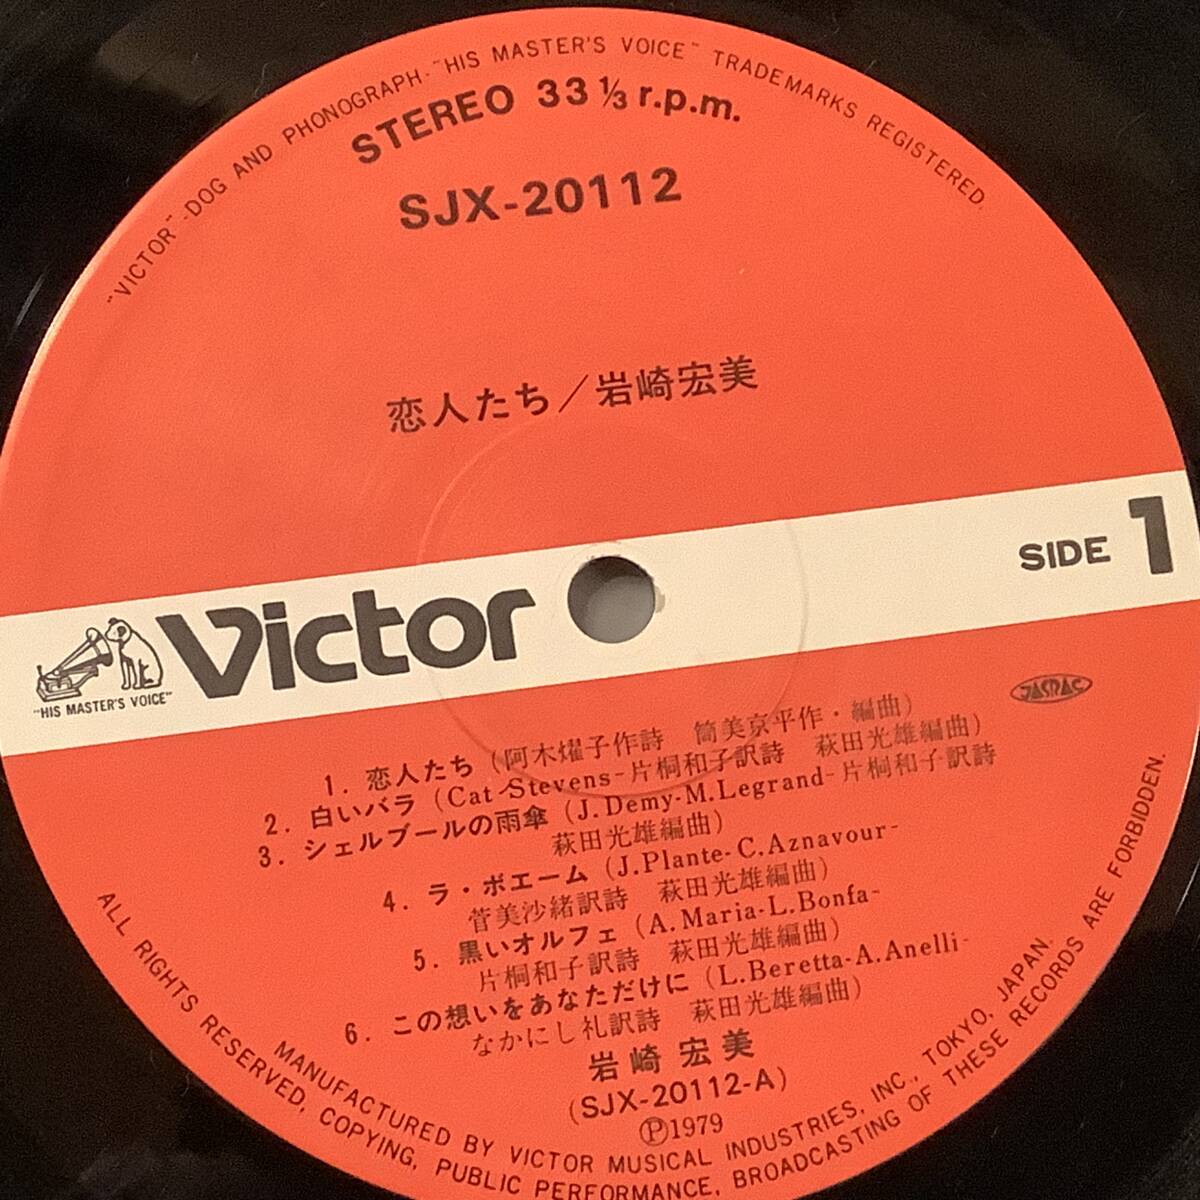 "VICTOR"-DOG AND PHONOGRAPH-"HIS MASTER'S VOICE" TRADEMARKS REGISTERED.
STEREO 33 1/3 r.p.m.
SJX-20112
恋人たち／岩崎宏美
SIDE 1
Victor
"HIS MASTER'S VOICE"
JASRAC
1. 恋人たち (阿木燿子作詩 筒美京平作・編曲)
2. 白いバラ (Cat Stevens-片桐和子訳詩 萩田光雄編曲)
3. シェルブールの雨傘 (J.Demy-M.Legrand-片桐和子訳詩
萩田光雄編曲)
4. ラ・ボエーム (J.Plante-C.Aznavour-
菅美沙緒訳詩 萩田光雄編曲)
5. 黒いオルフェ (A.Maria-L.Bonfa-
片桐和子訳詩 萩田光雄編曲)
6. この想いをあなただけに (L.Beretta-A.Anelli-
なかにし礼訳詩 萩田光雄編曲)
岩崎宏美
(SJX-20112-A)
Ⓟ1979
MANUFACTURED BY VICTOR MUSICAL INDUSTRIES, INC., TOKYO, JAPAN.
ALL RIGHTS RESERVED, COPYING, PUBLIC PERFORMANCE, BROADCASTING OF THESE RECORDS ARE FORBIDDEN.